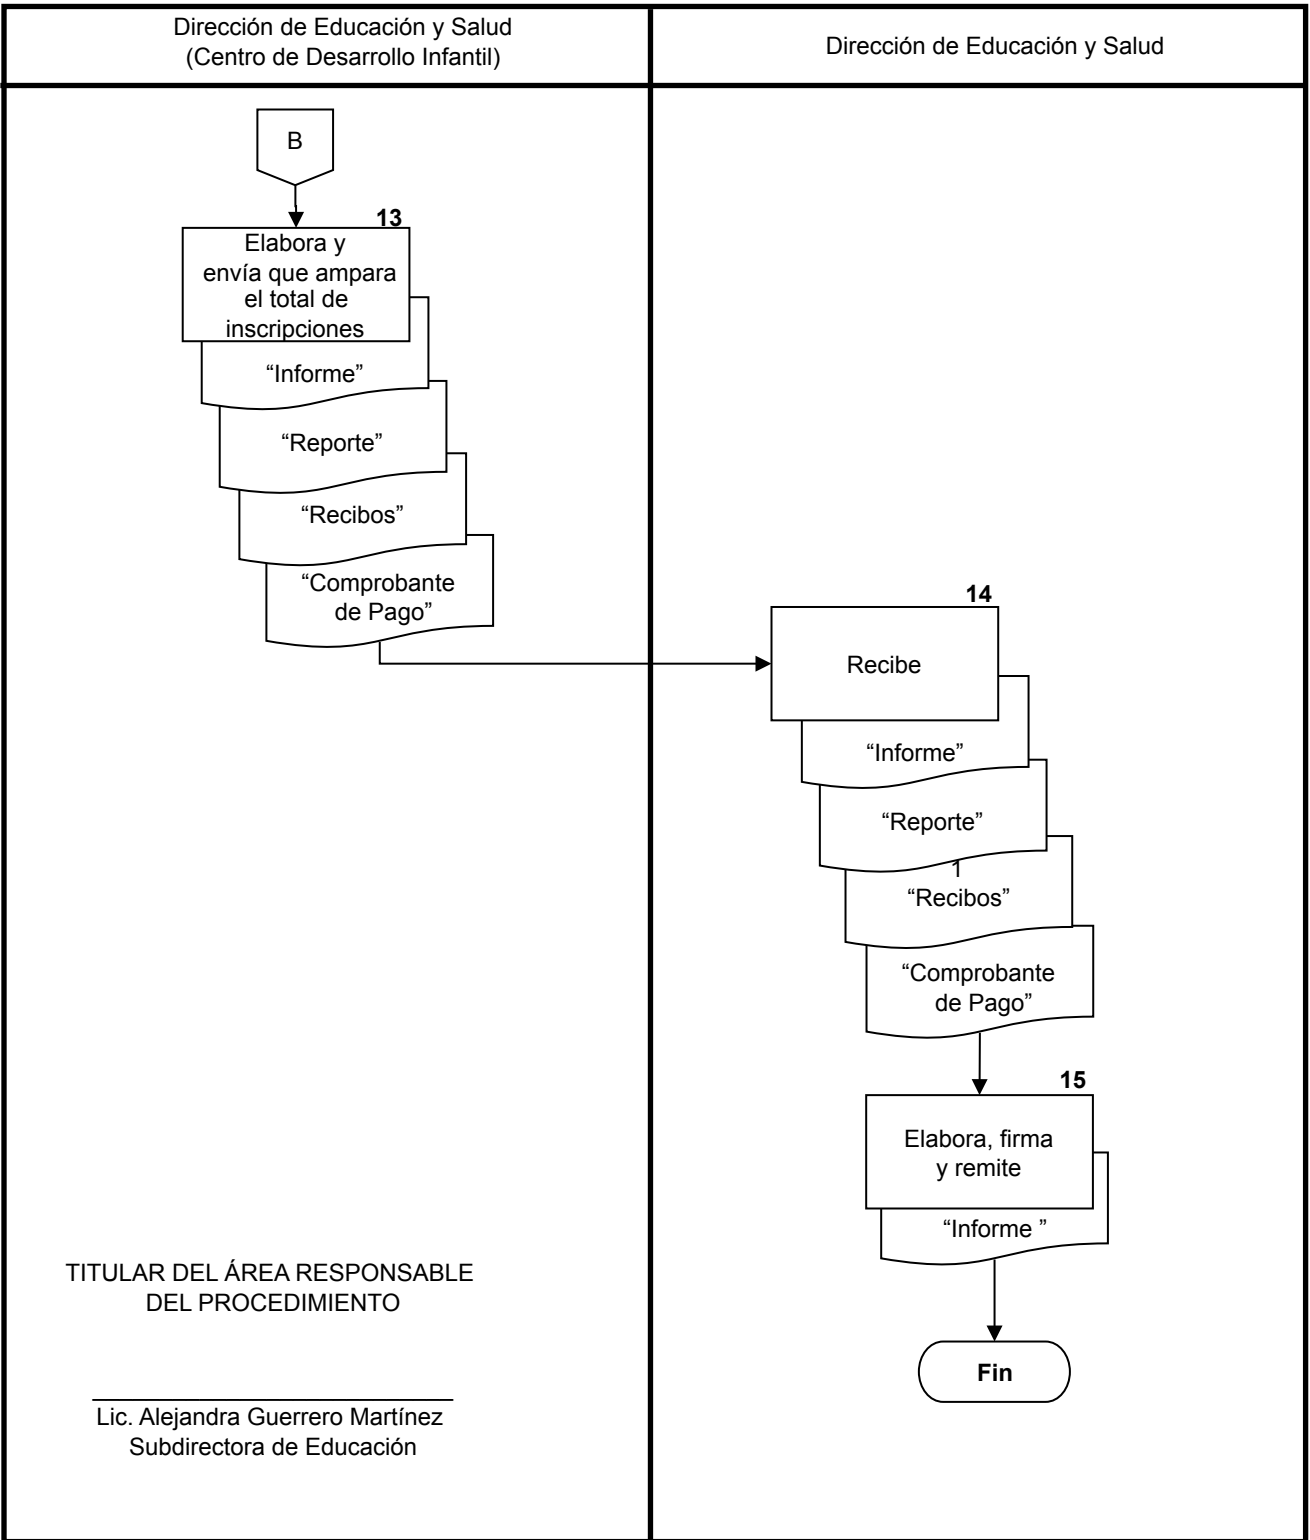 Dirección de Educación y Salud
(Centro de Desarrollo Infantil)
Dirección de Educación y Salud
B
13
Elabora y
envía que ampara
el total de
inscripciones
“Informe”
“Reporte”
“Recibos”
“Comprobante
de Pago”
14
Recibe
“Informe”
“Reporte”
1
“Recibos”
“Comprobante
de Pago”
15
Elabora, firma
y remite
“Informe ”
Fin
TITULAR DEL ÁREA RESPONSABLE
DEL PROCEDIMIENTO
Lic. Alejandra Guerrero Martínez
Subdirectora de Educación